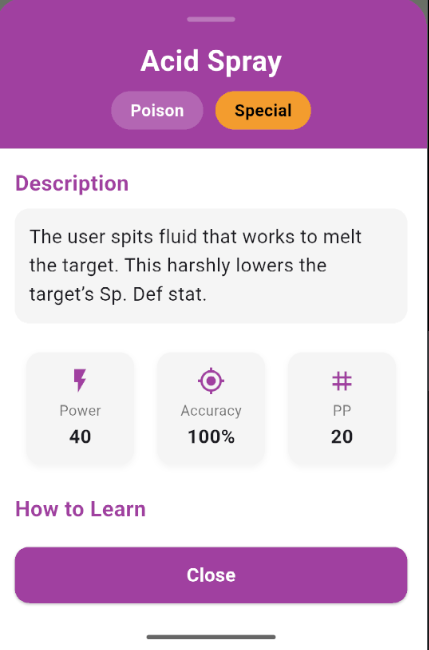 Acid Spray
Poison
Special
Description
The user spits fluid that works to melt
the target. This harshly lowers the
target’s Sp. Def stat.
Power
Accuracy
PP
40
100%
20
How to Learn
Close